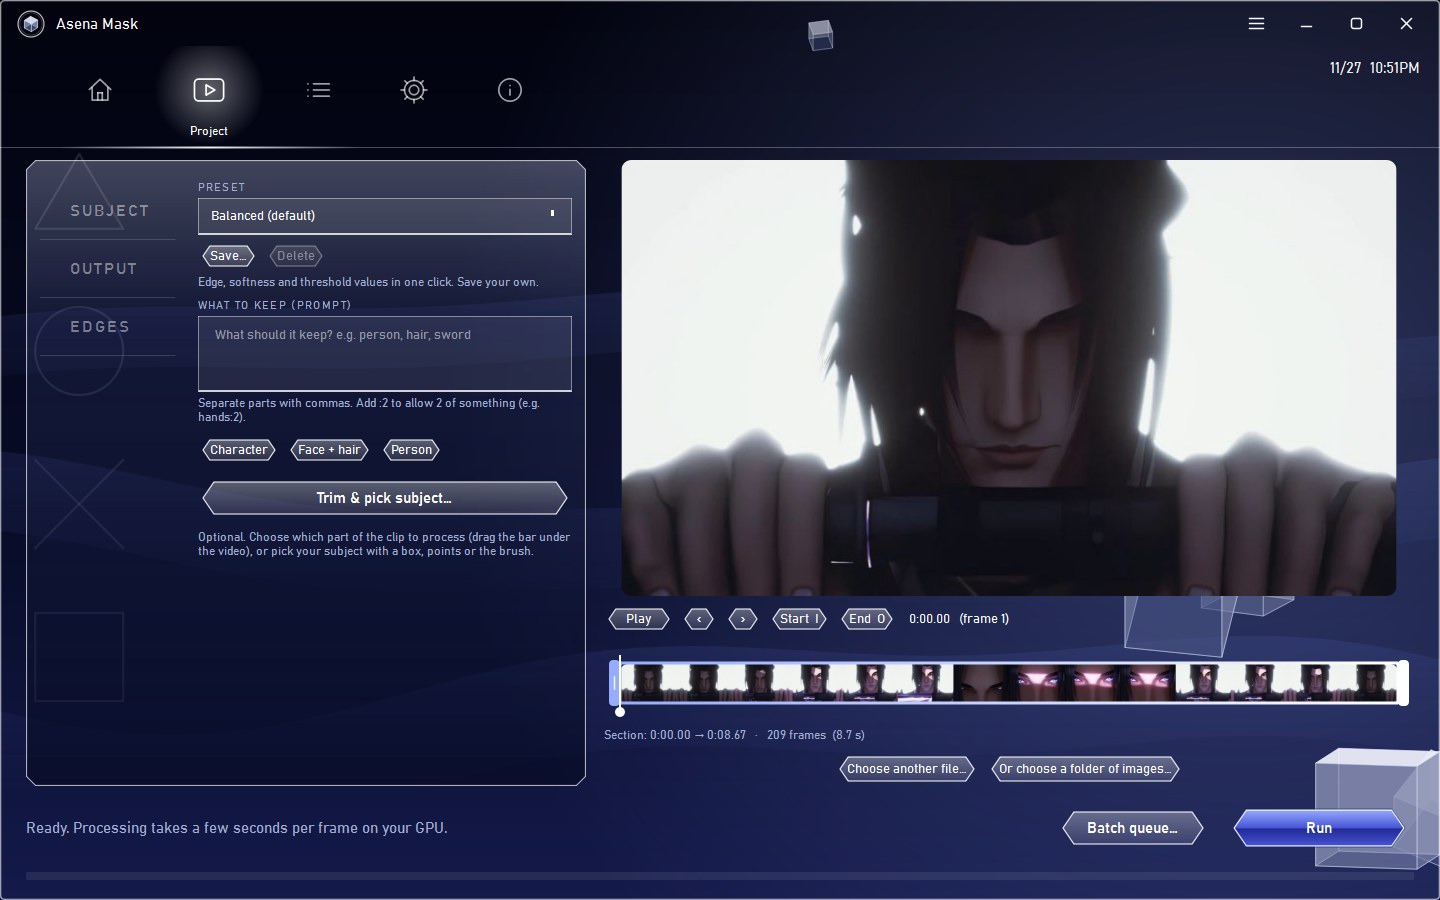 Asena Mask
11/27 10:51PM
Project
SUBJECT
OUTPUT
EDGES
PRESET
Balanced (default)
Save...
Delete
Edge, softness and threshold values in one click. Save your own.
WHAT TO KEEP (PROMPT)
What should it keep? e.g. person, hair, sword
Separate parts with commas. Add :2 to allow 2 of something (e.g.
hands:2).
Character
Face + hair
Person
Trim & pick subject...
Optional. Choose which part of the clip to process (drag the bar under
the video), or pick your subject with a box, points or the brush.
Play
‹
›
Start I
End O
0:00.00 (frame 1)
Section: 0:00.00 → 0:08.67 · 209 frames (8.7 s)
Choose another file...
Or choose a folder of images...
Ready. Processing takes a few seconds per frame on your GPU.
Batch queue...
Run